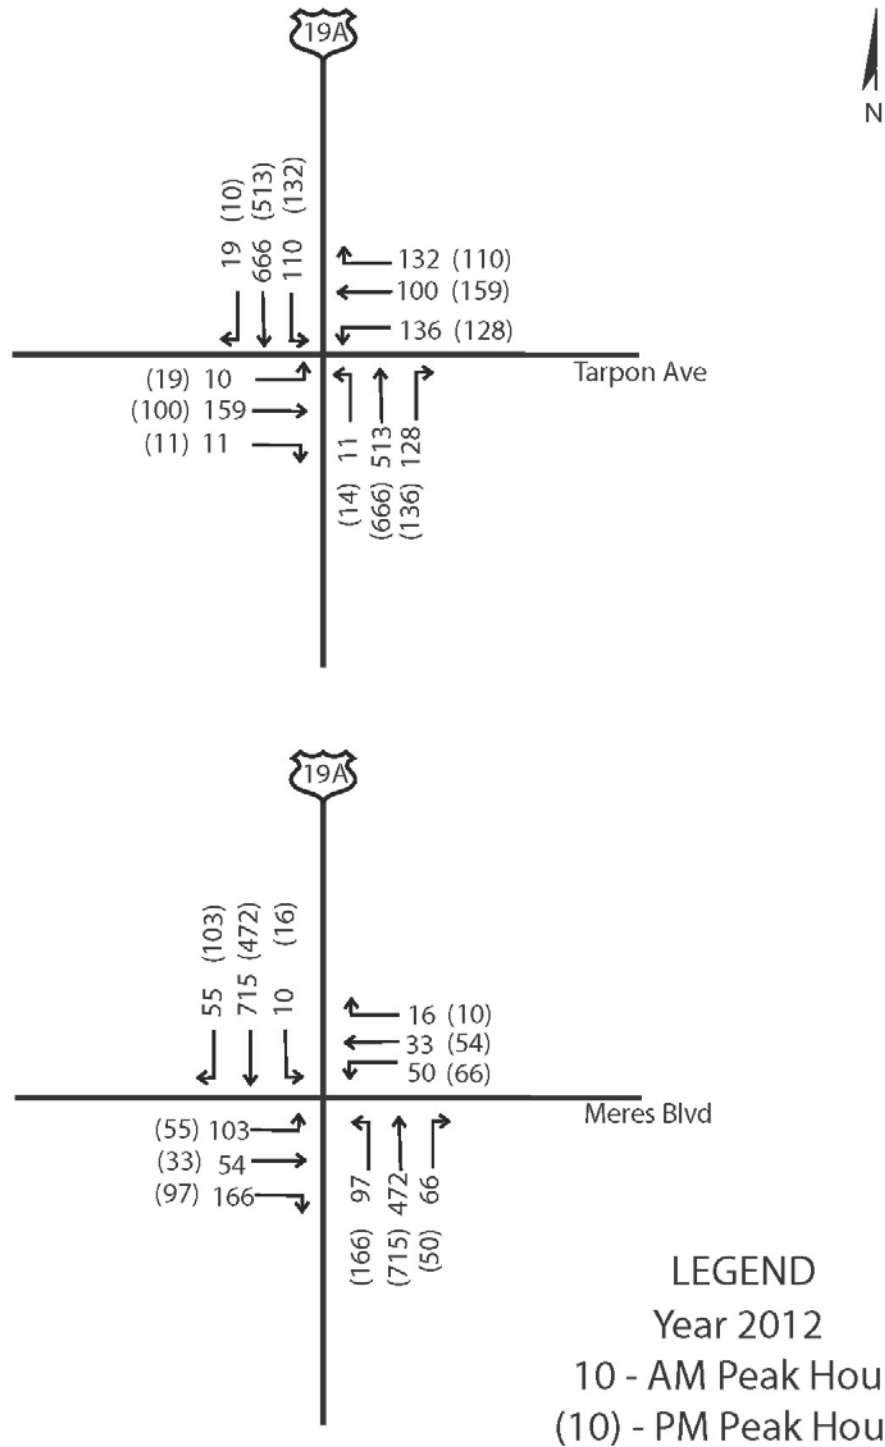 19A
N
19 (10)
666 (513)
110 (132)
132 (110)
100 (159)
136 (128)
Tarpon Ave
(19) 10
(100) 159
(11) 11
(14) 11
(666) 513
(136) 128
19A
55 (103)
715 (472)
10 (16)
16 (10)
33 (54)
50 (66)
Meres Blvd
(55) 103
(33) 54
(97) 166
(166) 97
(715) 472
(50) 66
LEGEND
Year 2012
10 - AM Peak Hou
(10) - PM Peak Hou